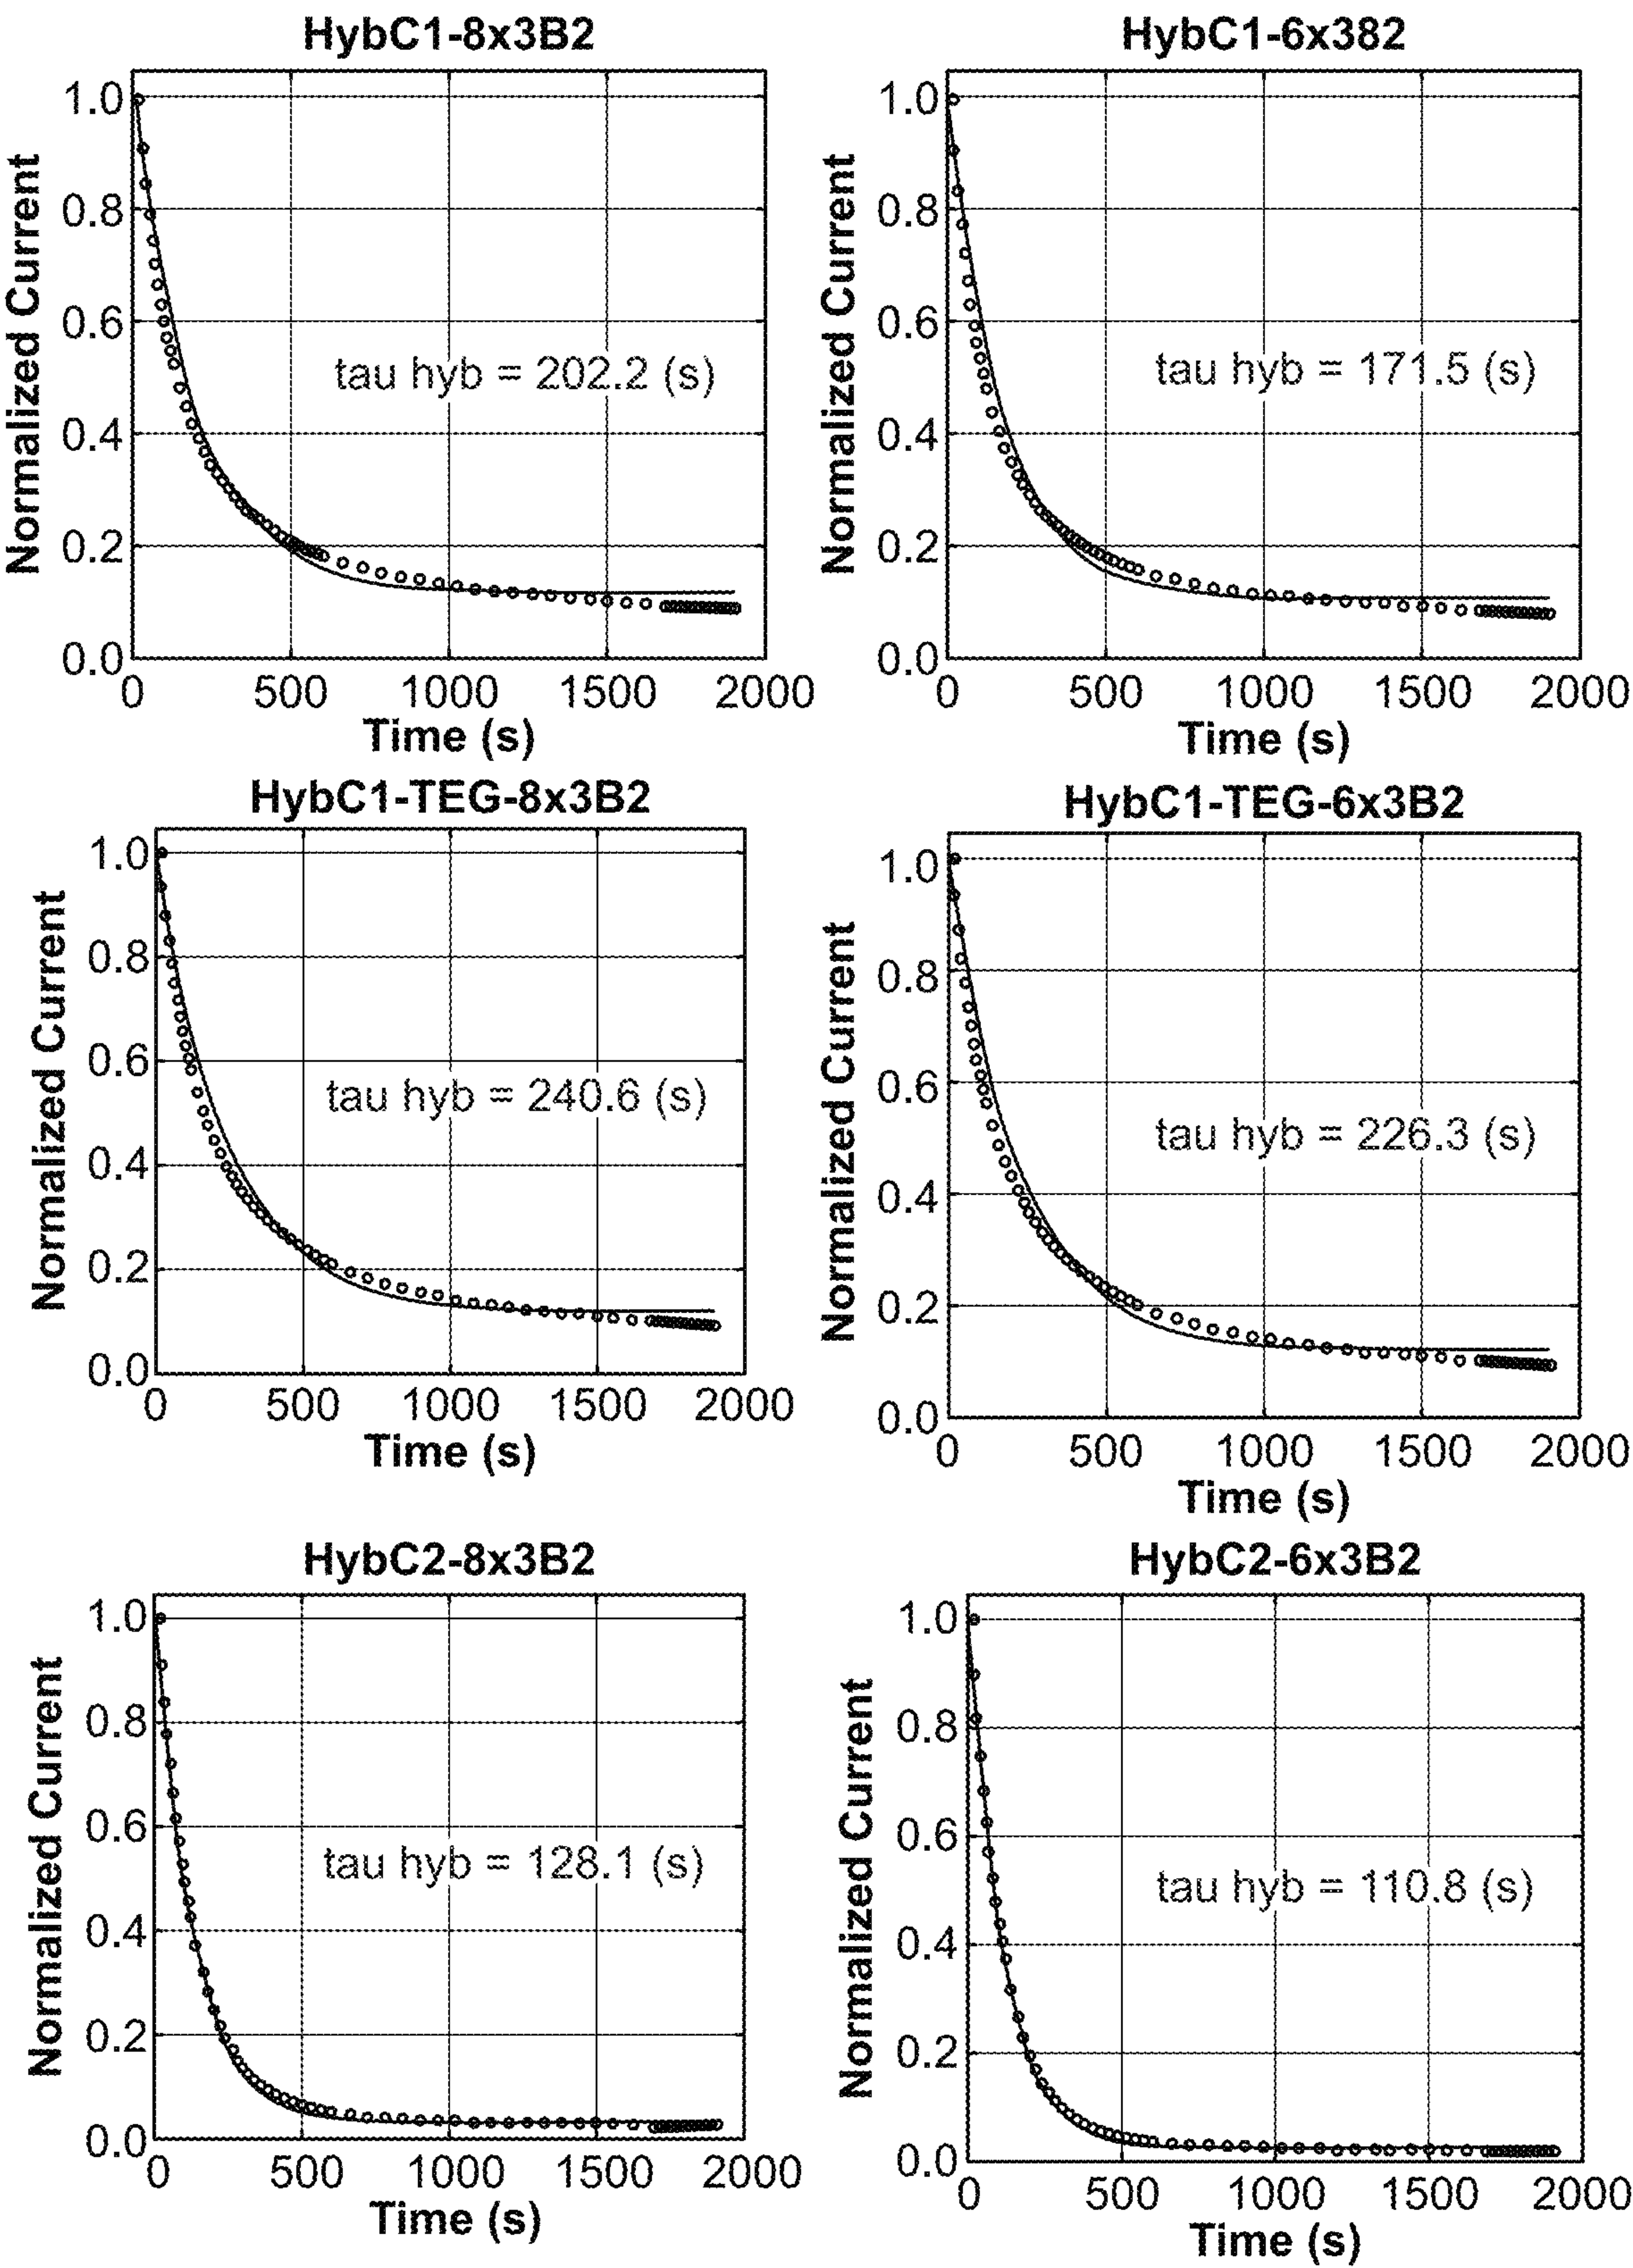 HybC1-8x3B2
Normalized Current
1.0
0.8
0.6
0.4
0.2
0.0
tau hyb = 202.2 (s)
0 500 1000 1500 2000
Time (s)
HybC1-6x382
Normalized Current
1.0
0.8
0.6
0.4
0.2
0.0
tau hyb = 171.5 (s)
0 500 1000 1500 2000
Time (s)
HybC1-TEG-8x3B2
Normalized Current
1.0
0.8
0.6
0.4
0.2
0.0
tau hyb = 240.6 (s)
0 500 1000 1500 2000
Time (s)
HybC1-TEG-6x3B2
Normalized Current
1.0
0.8
0.6
0.4
0.2
0.0
tau hyb = 226.3 (s)
0 500 1000 1500 2000
Time (s)
HybC2-8x3B2
Normalized Current
1.0
0.8
0.6
0.4
0.2
0.0
tau hyb = 128.1 (s)
0 500 1000 1500 2000
Time (s)
HybC2-6x3B2
Normalized Current
1.0
0.8
0.6
0.4
0.2
0.0
tau hyb = 110.8 (s)
0 500 1000 1500 2000
Time (s)